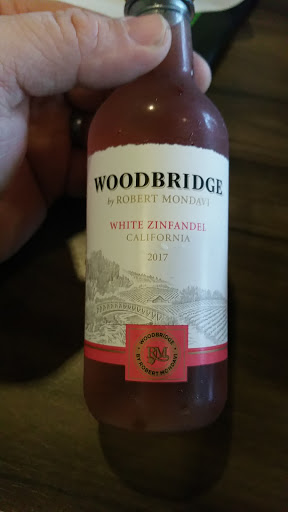 WOODBRIDGE
by ROBERT MONDAVI
WHITE ZINFANDEL
CALIFORNIA
2017
WOODBRIDGE
RM
BY ROBERT MONDAVI